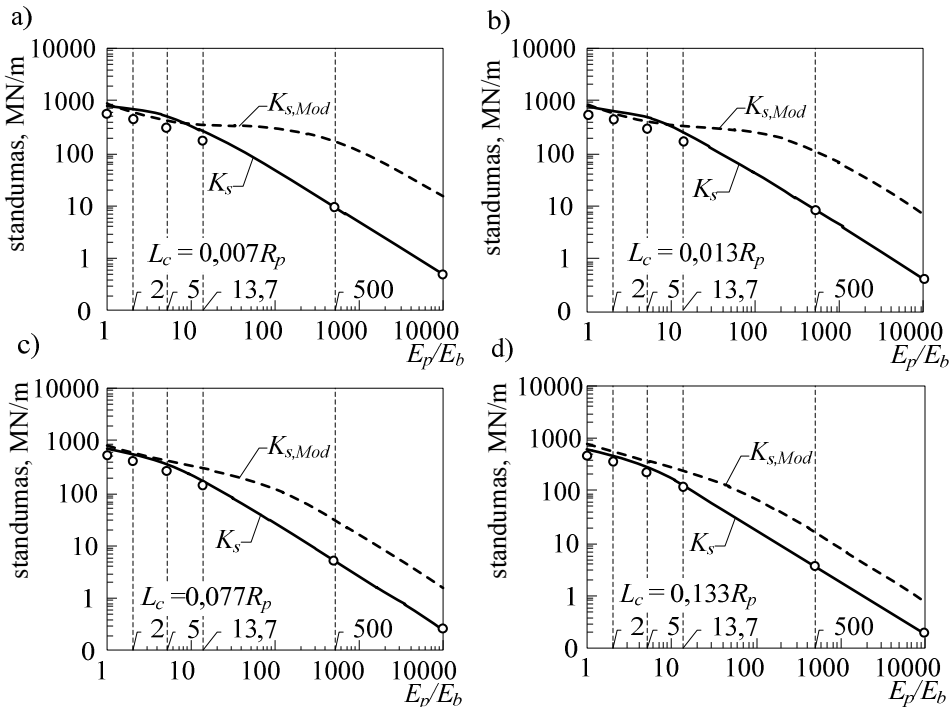 a)
standumas, MN/m
10000
1000
100
10
1
0
K_s,Mod
K_s
L_c = 0,007R_p
2 5 13,7 500
1 10 100 1000 10000
E_p/E_b
b)
standumas, MN/m
10000
1000
100
10
1
0
K_s,Mod
K_s
L_c = 0,013R_p
2 5 13,7 500
1 10 100 1000 10000
E_p/E_b
c)
standumas, MN/m
10000
1000
100
10
1
0
K_s,Mod
K_s
L_c =0,077R_p
2 5 13,7 500
1 10 100 1000 10000
E_p/E_b
d)
standumas, MN/m
10000
1000
100
10
1
0
K_s,Mod
K_s
L_c = 0,133R_p
2 5 13,7 500
1 10 100 1000 10000
E_p/E_b